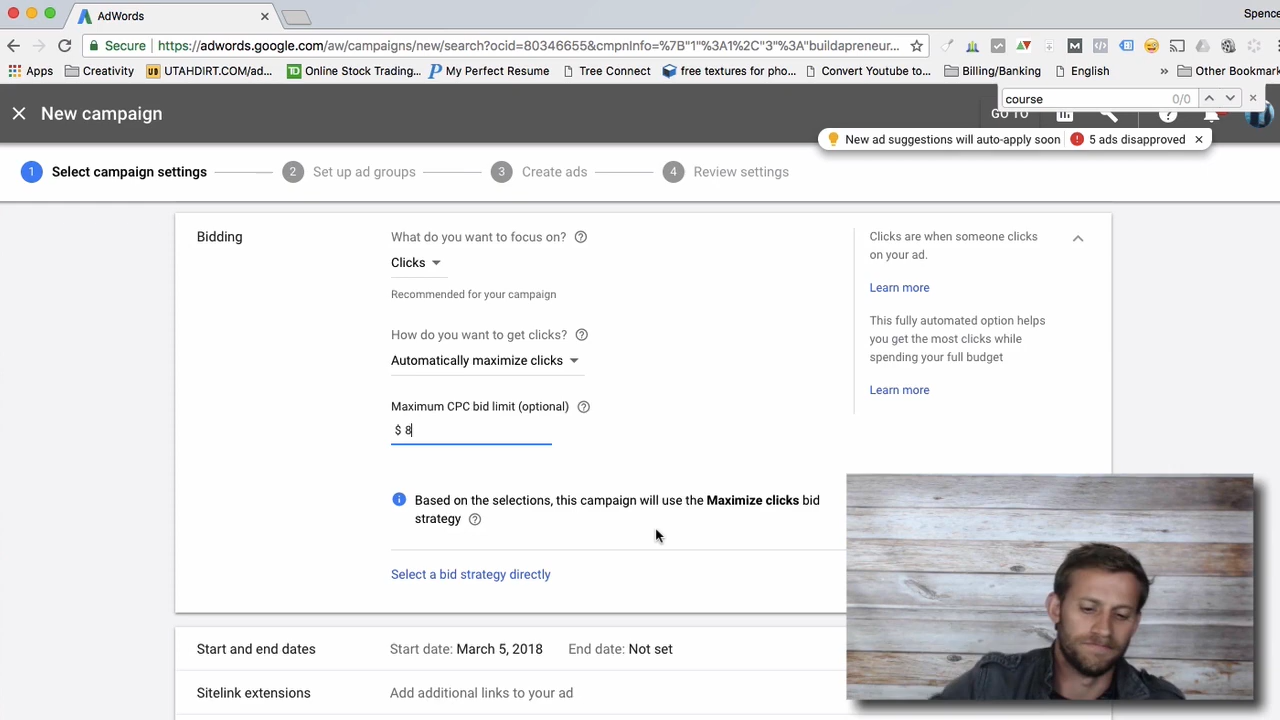 AdWords
Spence
Secure https://adwords.google.com/aw/campaigns/new/search?ocid=80346655&cmpnInfo=%7B"1"%3A1%2C"3"%3A"buildapreneur...
Apps Creativity UTAHDIRT.COM/ad... Online Stock Trading... My Perfect Resume Tree Connect free textures for pho... Convert Youtube to... Billing/Banking English » Other Bookmark
course 0/0
New campaign GO TO
New ad suggestions will auto-apply soon 5 ads disapproved
1 Select campaign settings 2 Set up ad groups 3 Create ads 4 Review settings
Bidding
What do you want to focus on?
Clicks
Recommended for your campaign
How do you want to get clicks?
Automatically maximize clicks
Maximum CPC bid limit (optional)
$ 8
Based on the selections, this campaign will use the Maximize clicks bid
strategy
Select a bid strategy directly
Clicks are when someone clicks
on your ad.
Learn more
This fully automated option helps
you get the most clicks while
spending your full budget
Learn more
Start and end dates Start date: March 5, 2018 End date: Not set
Sitelink extensions Add additional links to your ad